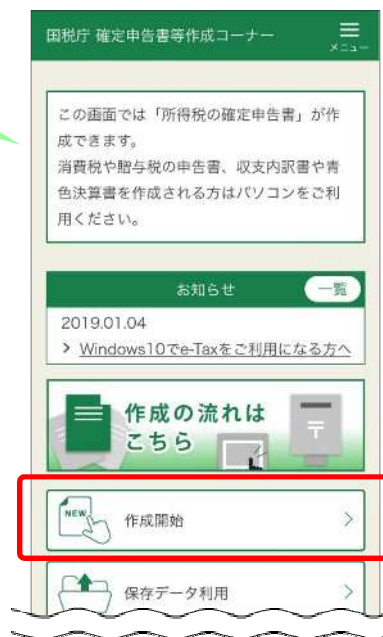 国税庁 確定申告書等作成コーナー
メニュー
この画面では「所得税の確定申告書」が作
成できます。
消費税や贈与税の申告書、収支内訳書や青
色決算書を作成される方はパソコンをご利
用ください。
お知らせ
一覧
2019.01.04
> Windows10でe-Taxをご利用になる方へ
作成の流れは
こちら
〒
NEW
作成開始
保存データ利用